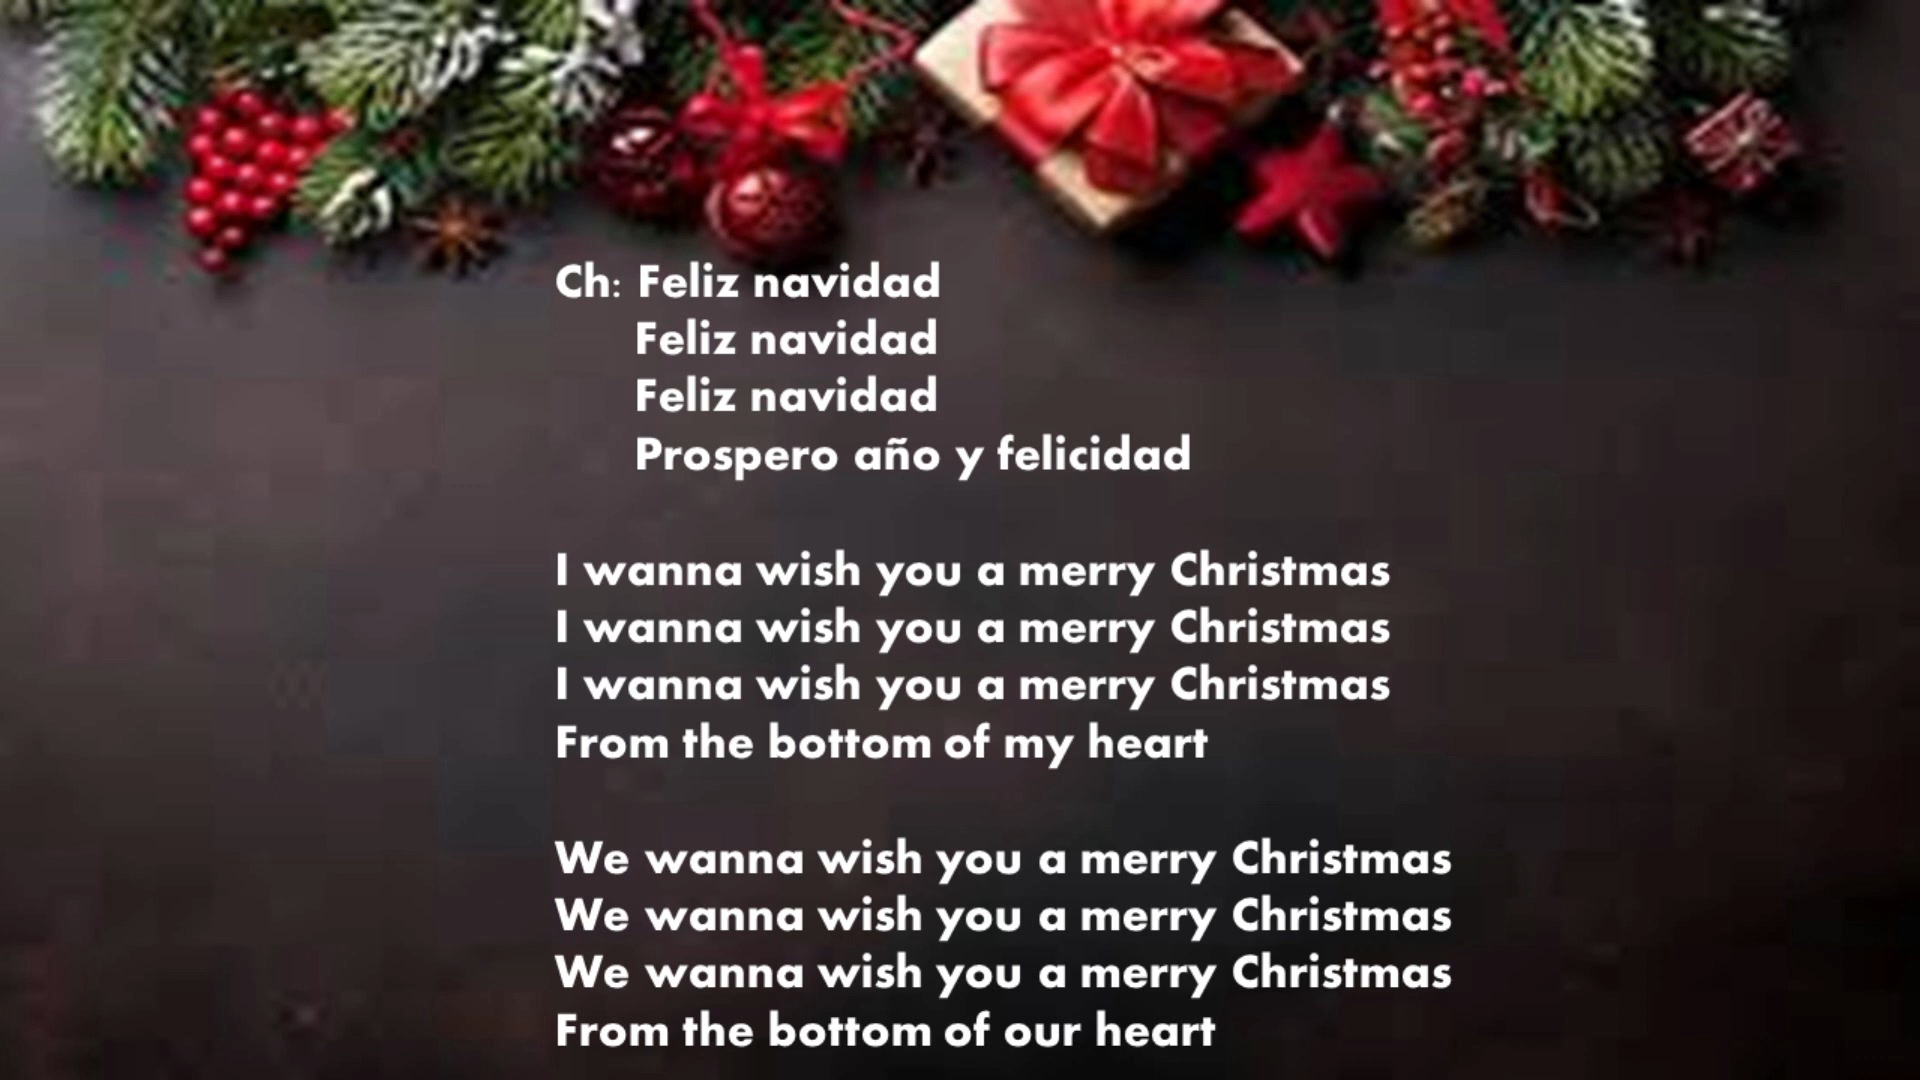 Ch: Feliz navidad
Feliz navidad
Feliz navidad
Prospero año y felicidad
I wanna wish you a merry Christmas
I wanna wish you a merry Christmas
I wanna wish you a merry Christmas
From the bottom of my heart
We wanna wish you a merry Christmas
We wanna wish you a merry Christmas
We wanna wish you a merry Christmas
From the bottom of our heart